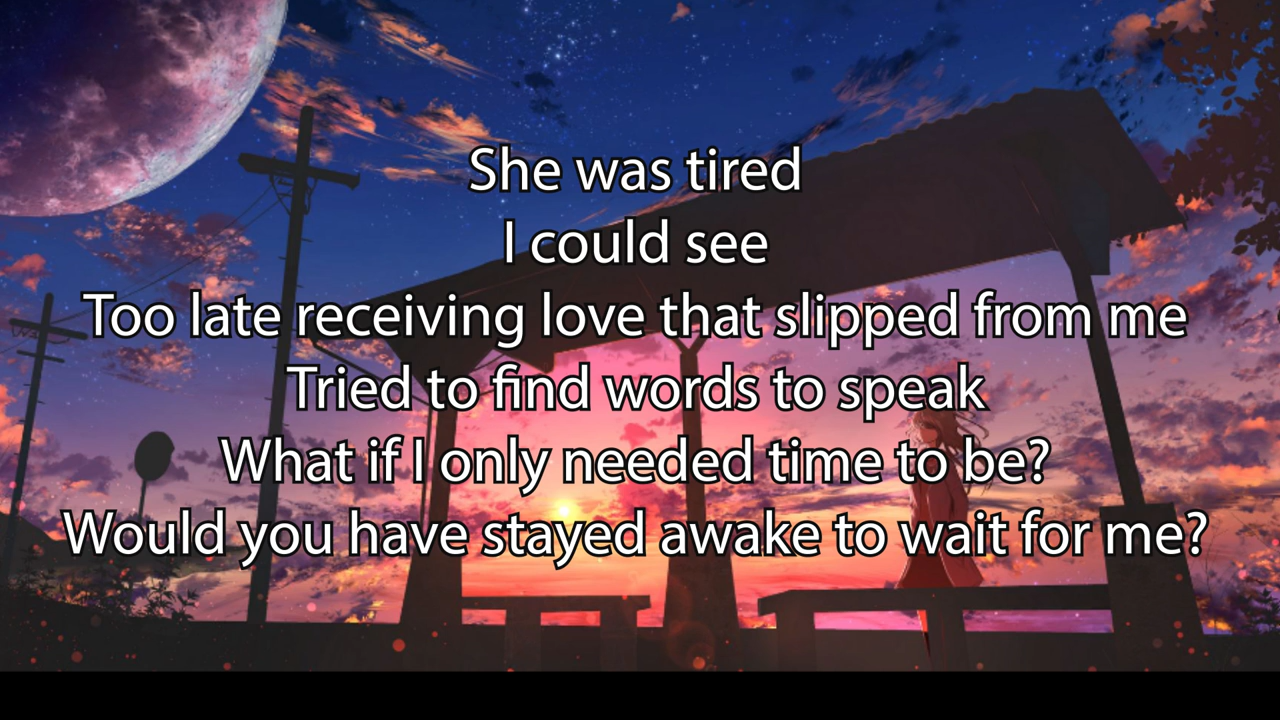 She was tired
I could see
Too late receiving love that slipped from me
Tried to find words to speak
What if I only needed time to be?
Would you have stayed awake to wait for me?